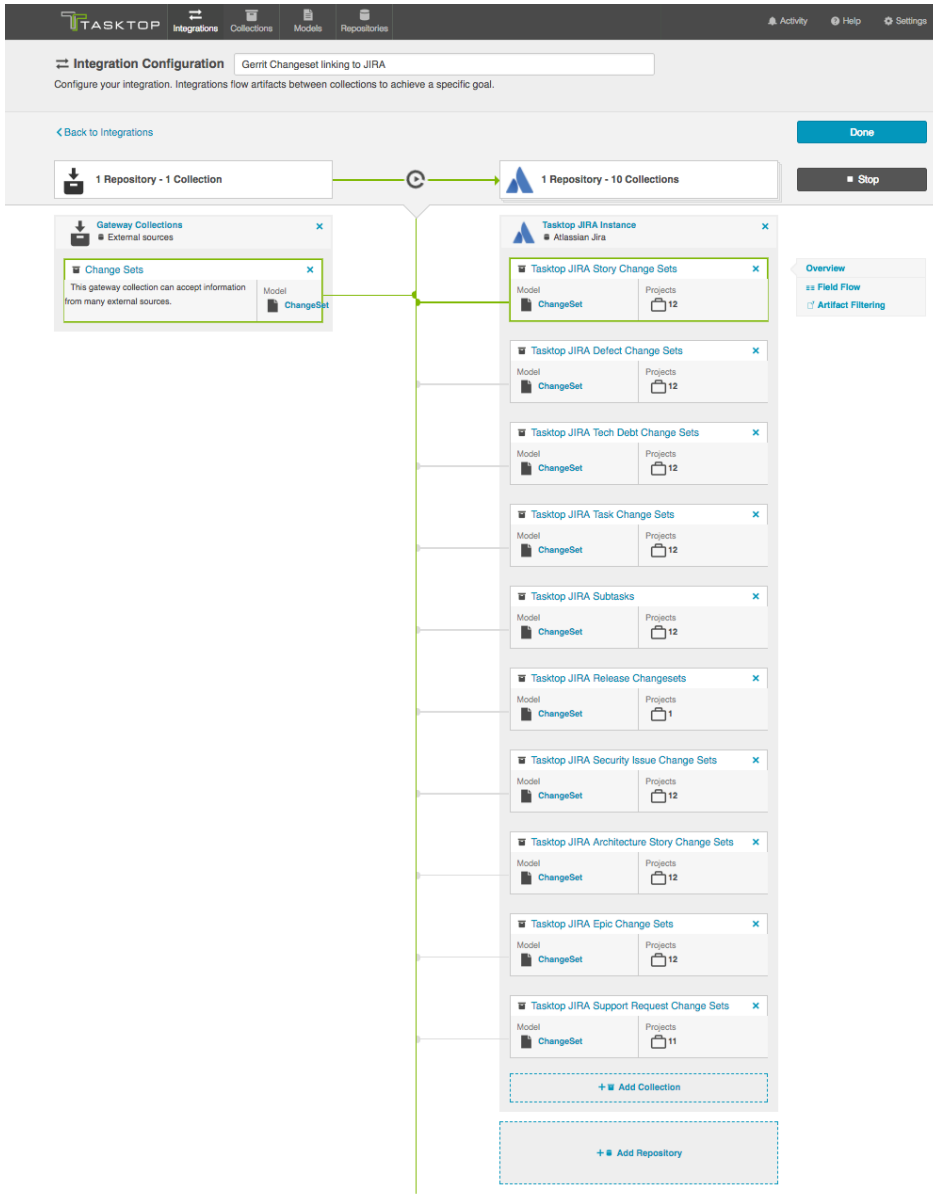 TASKTOP
Integrations
Collections
Models
Repositories
Activity
Help
Settings
Integration Configuration
Gerrit Changeset linking to JIRA
Configure your integration. Integrations flow artifacts between collections to achieve a specific goal.
Back to Integrations
Done
1 Repository - 1 Collection
1 Repository - 10 Collections
Stop
Gateway Collections
External sources
Change Sets
This gateway collection can accept information
from many external sources.
Model
ChangeSet
Tasktop JIRA Instance
Atlassian Jira
Tasktop JIRA Story Change Sets
Model
Projects
ChangeSet
12
Overview
Field Flow
Artifact Filtering
Tasktop JIRA Defect Change Sets
Model
Projects
ChangeSet
12
Tasktop JIRA Tech Debt Change Sets
Model
Projects
ChangeSet
12
Tasktop JIRA Task Change Sets
Model
Projects
ChangeSet
12
Tasktop JIRA Subtasks
Model
Projects
ChangeSet
12
Tasktop JIRA Release Changesets
Model
Projects
ChangeSet
1
Tasktop JIRA Security Issue Change Sets
Model
Projects
ChangeSet
12
Tasktop JIRA Architecture Story Change Sets
Model
Projects
ChangeSet
12
Tasktop JIRA Epic Change Sets
Model
Projects
ChangeSet
12
Tasktop JIRA Support Request Change Sets
Model
Projects
ChangeSet
11
+ Add Collection
+ Add Repository